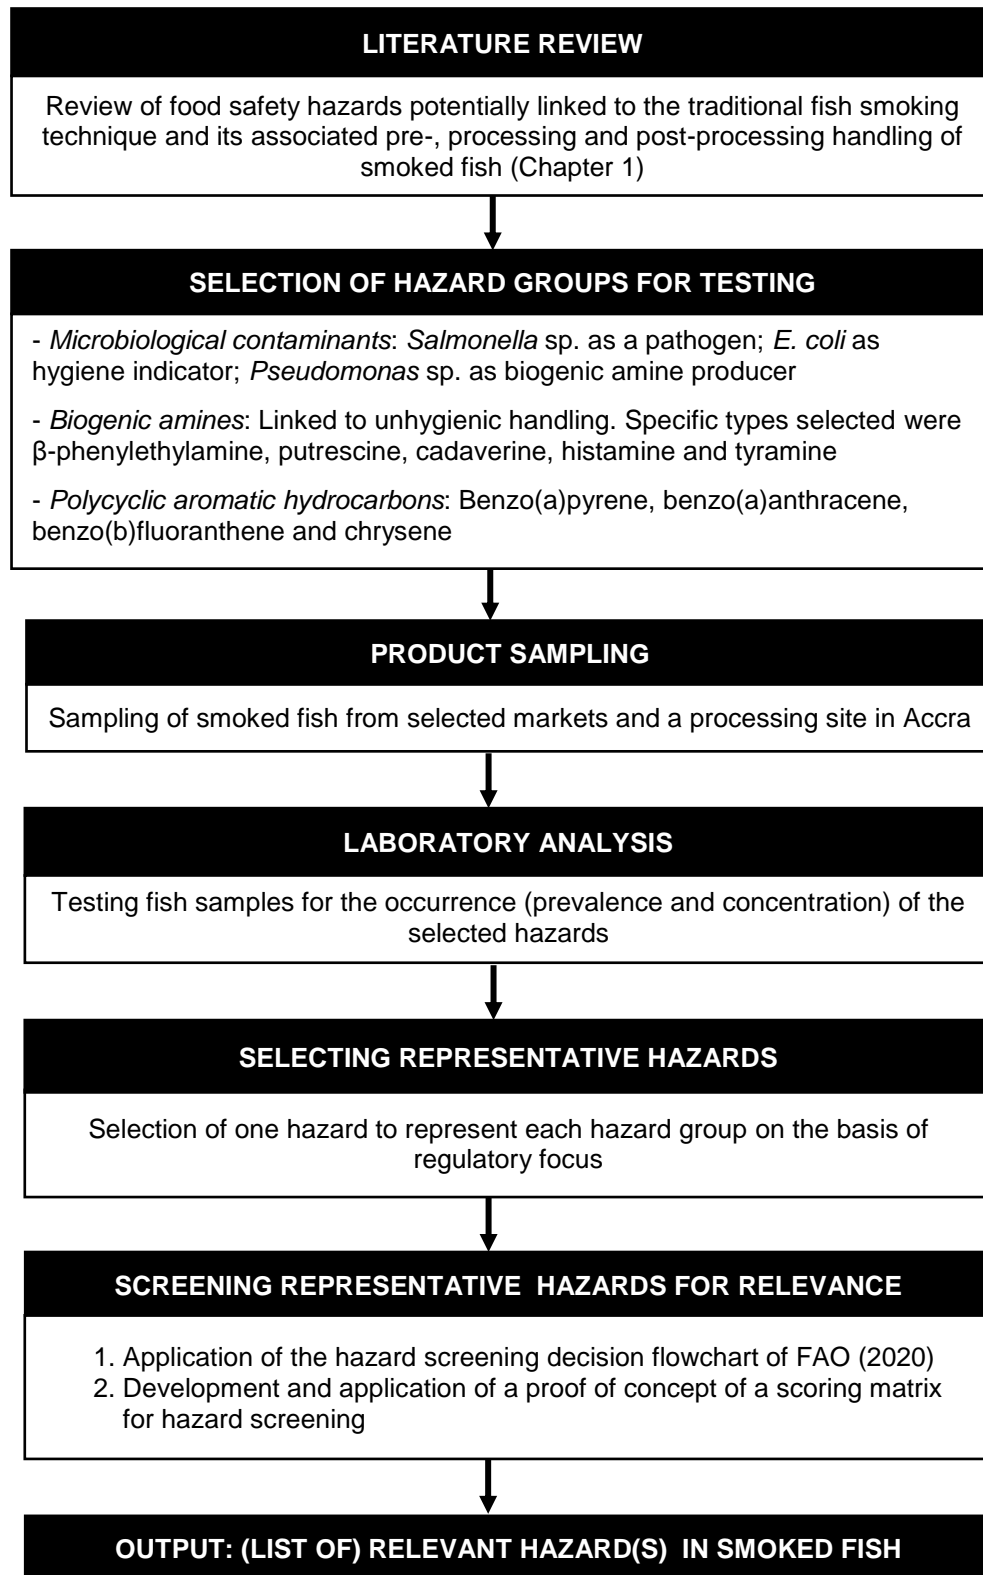 LITERATURE REVIEW
Review of food safety hazards potentially linked to the traditional fish smoking
technique and its associated pre-, processing and post-processing handling of
smoked fish (Chapter 1)
SELECTION OF HAZARD GROUPS FOR TESTING
- Microbiological contaminants: Salmonella sp. as a pathogen; E. coli as
hygiene indicator; Pseudomonas sp. as biogenic amine producer
- Biogenic amines: Linked to unhygienic handling. Specific types selected were
β-phenylethylamine, putrescine, cadaverine, histamine and tyramine
- Polycyclic aromatic hydrocarbons: Benzo(a)pyrene, benzo(a)anthracene,
benzo(b)fluoranthene and chrysene
PRODUCT SAMPLING
Sampling of smoked fish from selected markets and a processing site in Accra
LABORATORY ANALYSIS
Testing fish samples for the occurrence (prevalence and concentration) of the
selected hazards
SELECTING REPRESENTATIVE HAZARDS
Selection of one hazard to represent each hazard group on the basis of
regulatory focus
SCREENING REPRESENTATIVE HAZARDS FOR RELEVANCE
1. Application of the hazard screening decision flowchart of FAO (2020)
2. Development and application of a proof of concept of a scoring matrix
for hazard screening
OUTPUT: (LIST OF) RELEVANT HAZARD(S) IN SMOKED FISH